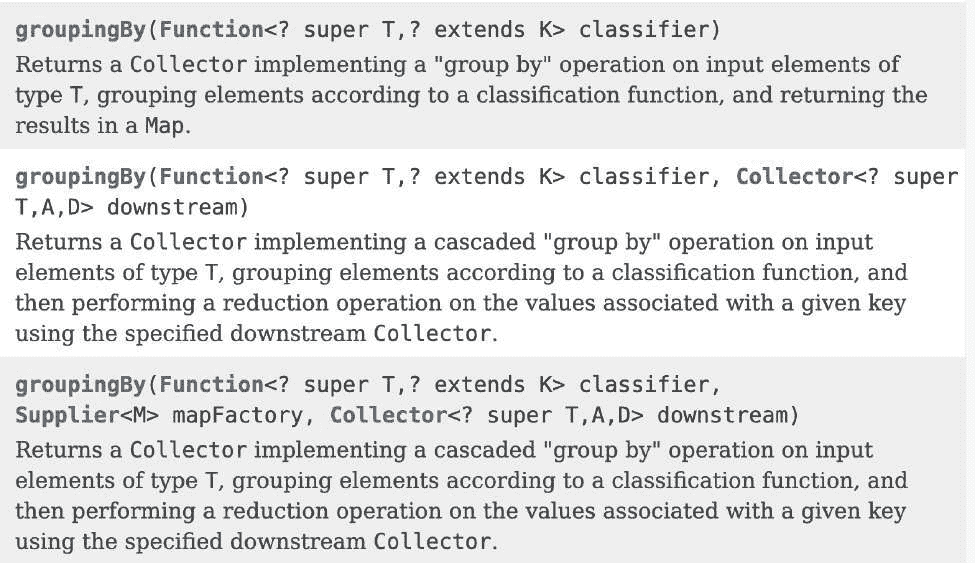 groupingBy(Function<? super T,? extends K> classifier)
Returns a Collector implementing a "group by" operation on input elements of
type T, grouping elements according to a classification function, and returning the
results in a Map.
groupingBy(Function<? super T,? extends K> classifier, Collector<? super
T,A,D> downstream)
Returns a Collector implementing a cascaded "group by" operation on input
elements of type T, grouping elements according to a classification function, and
then performing a reduction operation on the values associated with a given key
using the specified downstream Collector.
groupingBy(Function<? super T,? extends K> classifier,
Supplier<M> mapFactory, Collector<? super T,A,D> downstream)
Returns a Collector implementing a cascaded "group by" operation on input
elements of type T, grouping elements according to a classification function, and
then performing a reduction operation on the values associated with a given key
using the specified downstream Collector.